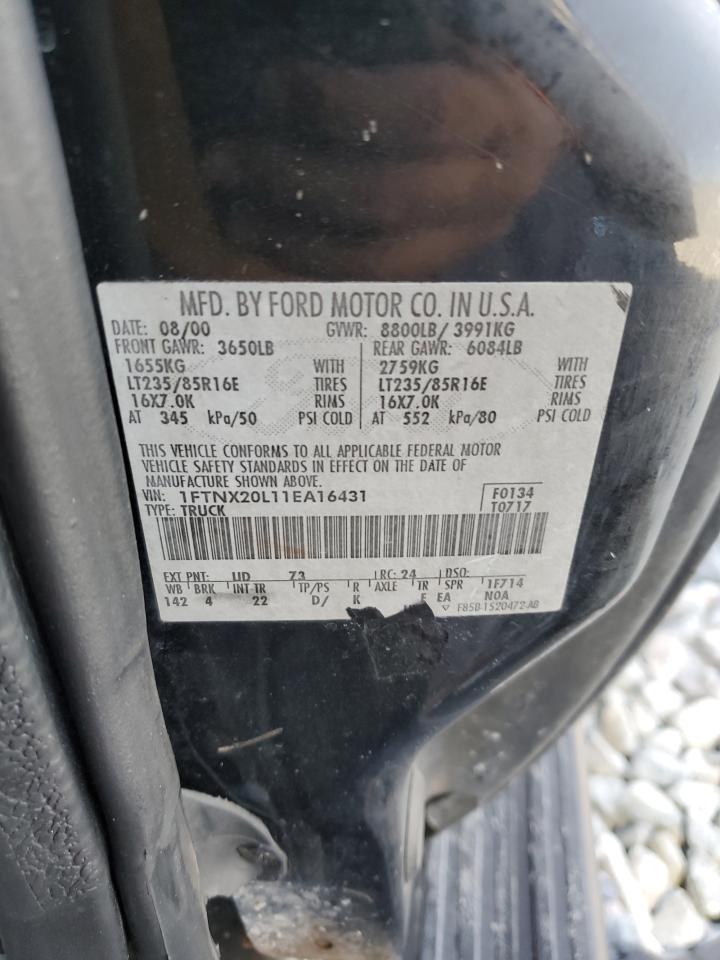 MFD. BY FORD MOTOR CO. IN U.S.A.
DATE: 08/00 GVWR: 8800LB/ 3991KG
FRONT GAWR: 3650LB REAR GAWR: 6084LB
1655KG WITH 2759KG WITH
LT235/85R16E TIRES LT235/85R16E TIRES
16X7.0K RIMS 16X7.0K RIMS
AT 345 kPa/50 PSI COLD AT 552 kPa/80 PSI COLD
THIS VEHICLE CONFORMS TO ALL APPLICABLE FEDERAL MOTOR
VEHICLE SAFETY STANDARDS IN EFFECT ON THE DATE OF
MANUFACTURE SHOWN ABOVE.
VIN: 1FTNX20L11EA16431 F0134
TYPE: TRUCK T0717
EXT PNT: UD 73 RC: 24 DSO:
WB BRK INT TR TP/PS R AXLE TR SPR 1F714
142 4 22 D/ K E EA N0A
F85B-1520472-AB